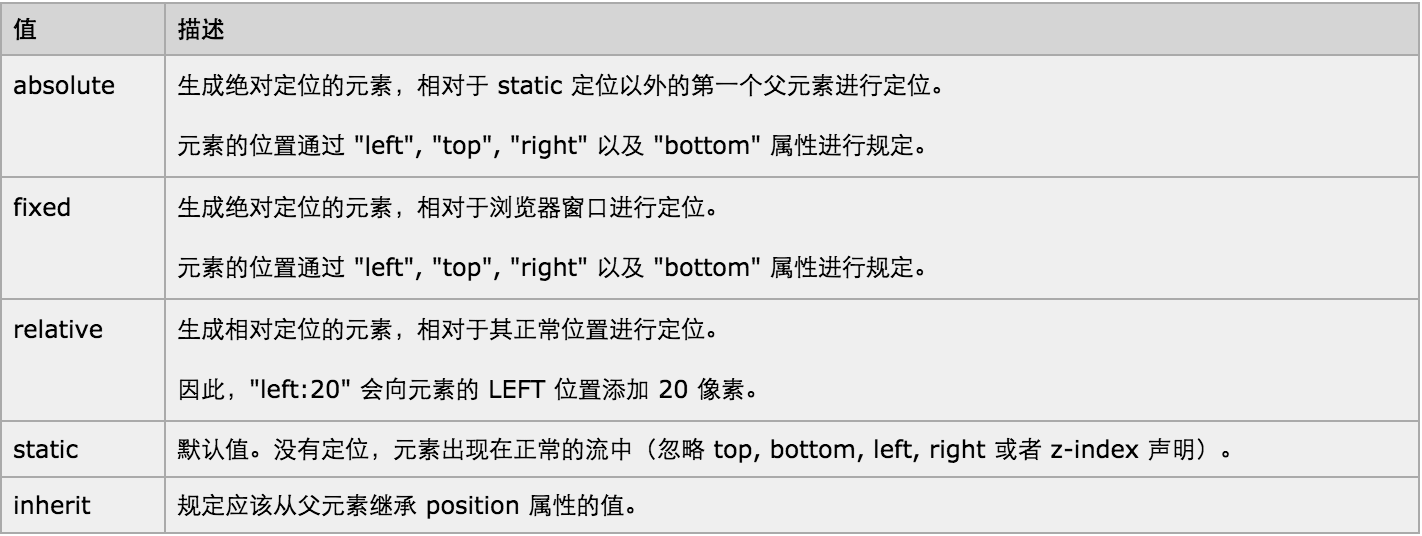 值 描述
absolute 生成绝对定位的元素，相对于 static 定位以外的第一个父元素进行定位。
元素的位置通过 "left", "top", "right" 以及 "bottom" 属性进行规定。
fixed 生成绝对定位的元素，相对于浏览器窗口进行定位。
元素的位置通过 "left", "top", "right" 以及 "bottom" 属性进行规定。
relative 生成相对定位的元素，相对于其正常位置进行定位。
因此，"left:20" 会向元素的 LEFT 位置添加 20 像素。
static 默认值。没有定位，元素出现在正常的流中（忽略 top, bottom, left, right 或者 z-index 声明）。
inherit 规定应该从父元素继承 position 属性的值。